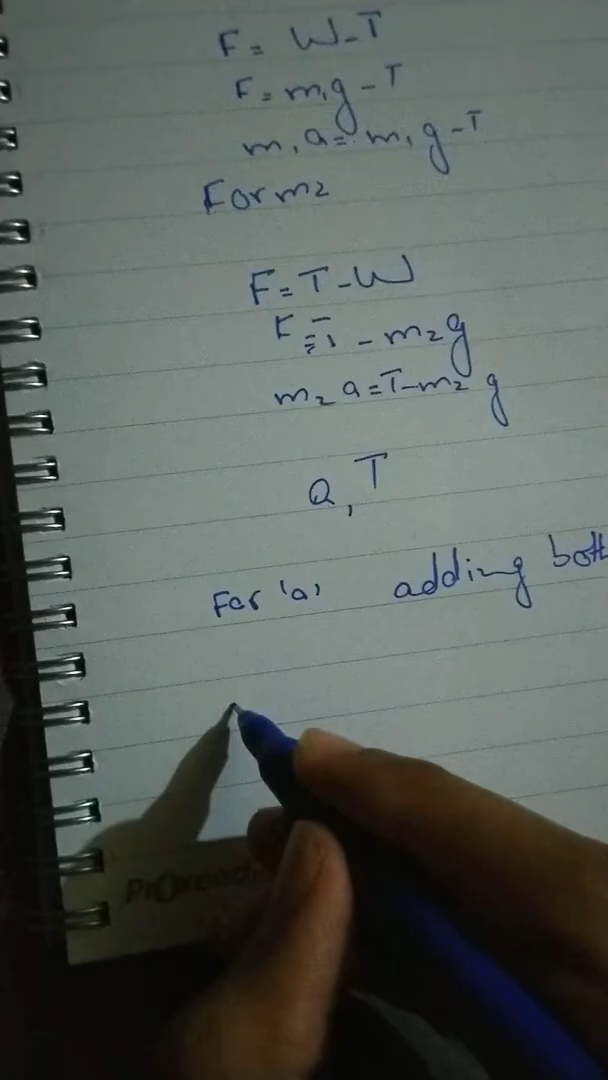 F = W - T
F = m₁g - T
m₁a = m₁g - T
For m₂
F = T - W
F = T - m₂g
m₂a = T - m₂g
a, T
For 'a' adding both